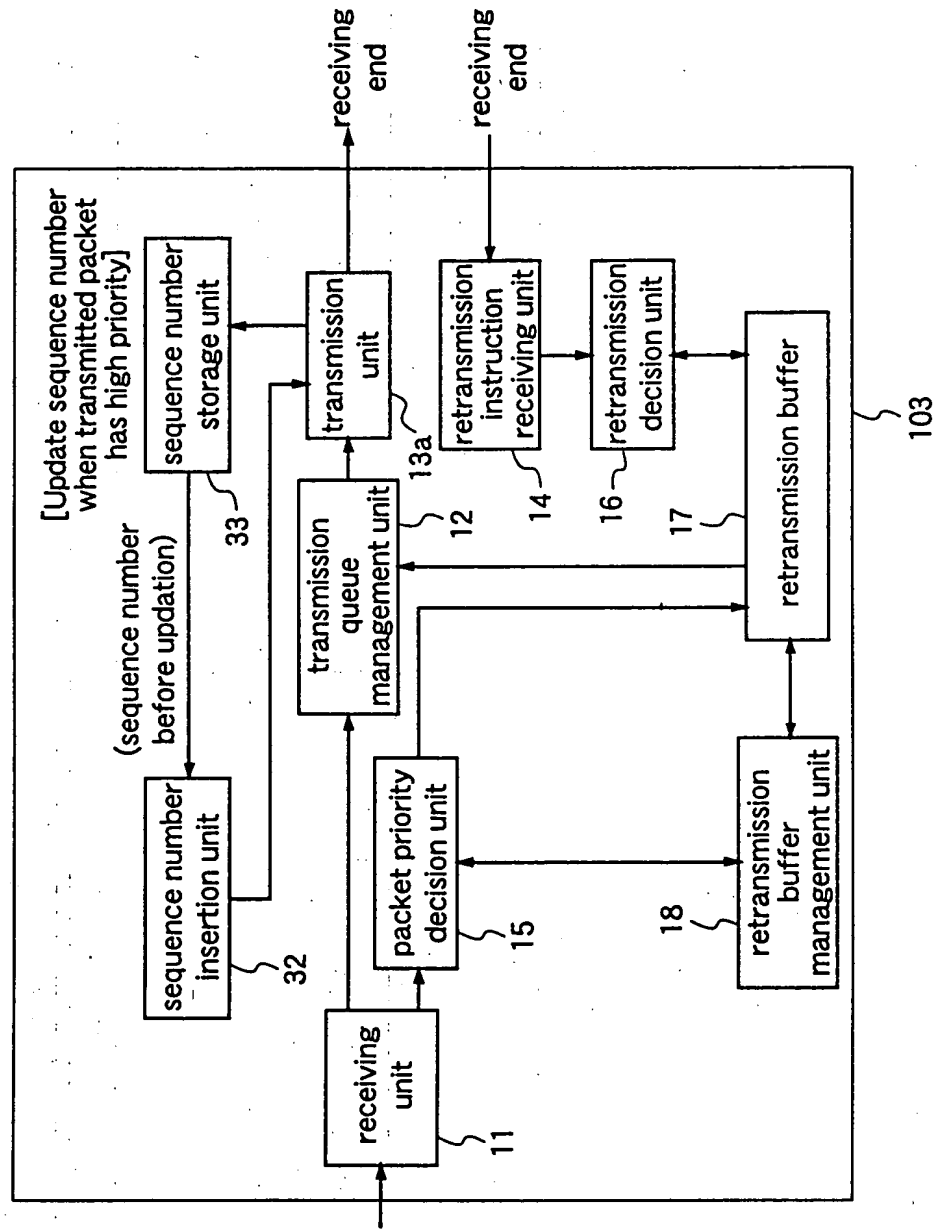 [Update sequence number
when transmitted packet
has high priority]
sequence number
storage unit
33
(sequence number
before updation)
sequence number
insertion unit
32
receiving
end
transmission
unit
13a
transmission
queue
management unit
12
receiving
unit
11
packet priority
decision unit
15
receiving
end
retransmission
instruction
receiving unit
14
retransmission
decision unit
16
retransmission buffer
17
retransmission
buffer
management unit
18
103